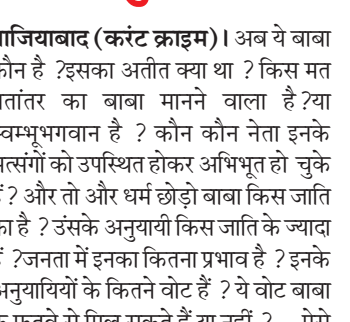 (करंट क्राइम)। अब ये बाबा
कौन है ?इसका अतीत क्या था ? किस मत
का बाबा मानने वाला है ?या
स्वम्भूभगवान है ? कौन कौन नेता इनके
सत्संगों को उपस्थित होकर अभिभूत हो चुके
? और तो और धर्म छोड़ो बाबा किस जाति
का है ? उंसके अनुयायी किस जाति के ज्यादा
?जनता में इनका कितना प्रभाव है ? इनके
अनुयायियों के कितने वोट हैं ? ये वोट बाबा